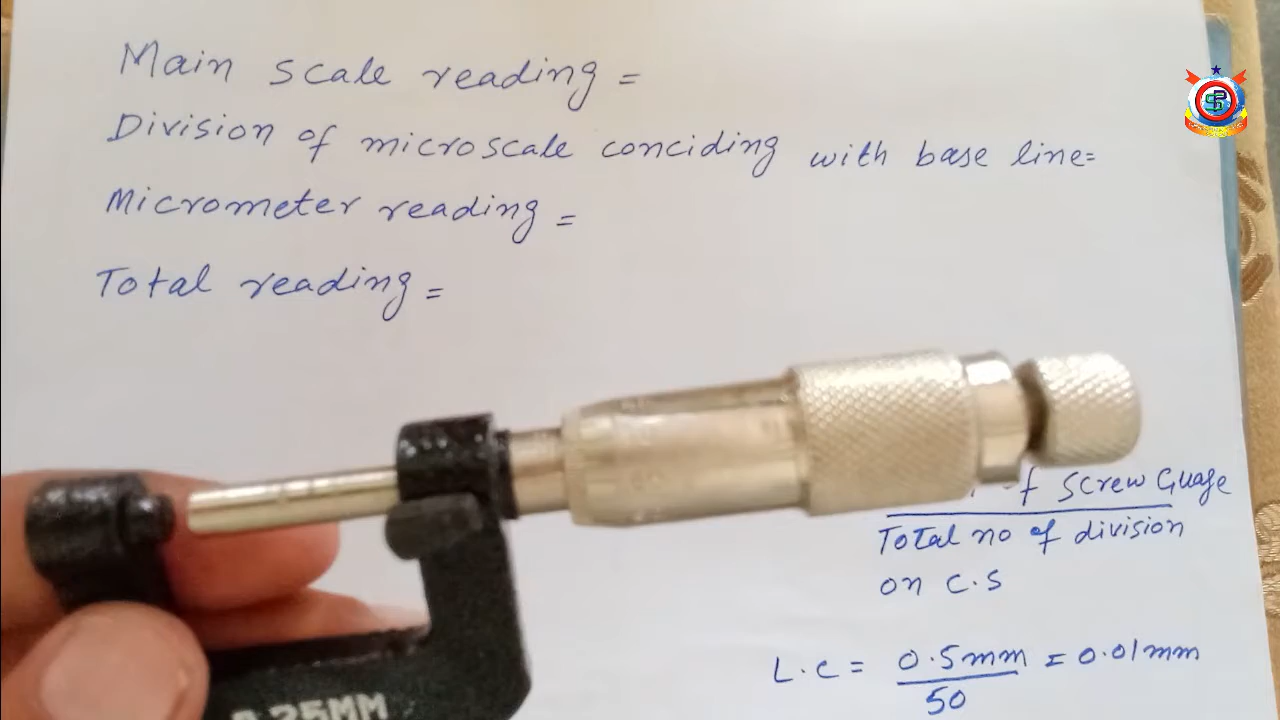 Main scale reading =
Division of microscale conciding with base line=
Micrometer reading =
Total reading =
f Screw Guage
Total no of division
on C.S
L.C = 0.5mm = 0.01mm
50
25MM